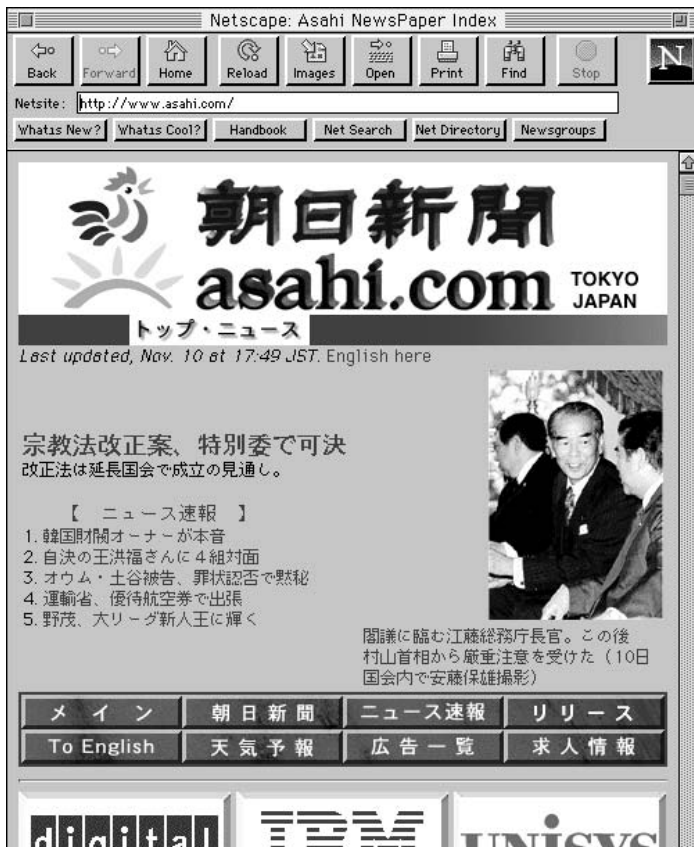 Netscape: Asahi NewsPaper Index
Back Forward Home Reload Images Open Print Find Stop N
Netsite: http://www.asahi.com/
What's New? What's Cool? Handbook Net Search Net Directory Newsgroups
朝日新聞
asahi.com TOKYO JAPAN
トップ・ニュース
Last updated, Nov. 10 at 17:49 JST. English here
宗教法改正案、特別委で可決
改正法は延長国会で成立の見通し。
【 ニュース速報 】
1. 韓国財閥オーナーが本音
2. 自決の王洪福さんに4組対面
3. オウム・土谷被告、罪状認否で黙秘
4. 運輸省、優待航空券で出張
5. 野茂、大リーグ新人王に輝く
閣議に臨む江藤総務庁長官。この後
村山首相から厳重注意を受けた（10日
国会内で安藤保雄撮影）
メイン 朝日新聞 ニュース速報 リリース
To English 天気予報 広告一覧 求人情報
digital IBM UNISYS